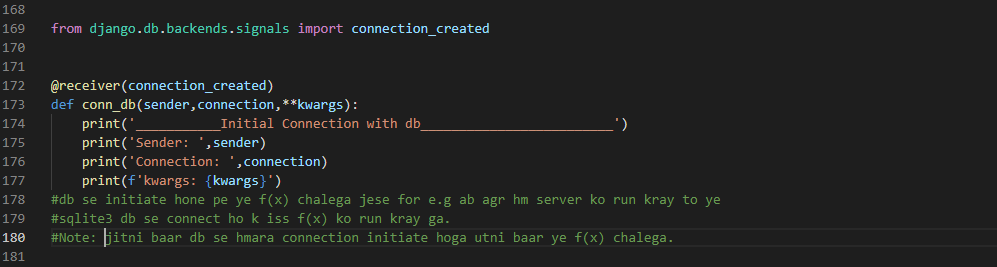 168
169 from django.db.backends.signals import connection_created
170
171
172 @receiver(connection_created)
173 def conn_db(sender,connection,**kwargs):
174     print('___________Initial Connection with db_________________________')
175     print('Sender: ',sender)
176     print('Connection: ',connection)
177     print(f'kwargs: {kwargs}')
178 #db se initiate hone pe ye f(x) chalega jese for e.g ab agr hm server ko run kray to ye
179 #sqlite3 db se connect ho k iss f(x) ko run kray ga.
180 #Note: jitni baar db se hmara connection initiate hoga utni baar ye f(x) chalega.
181